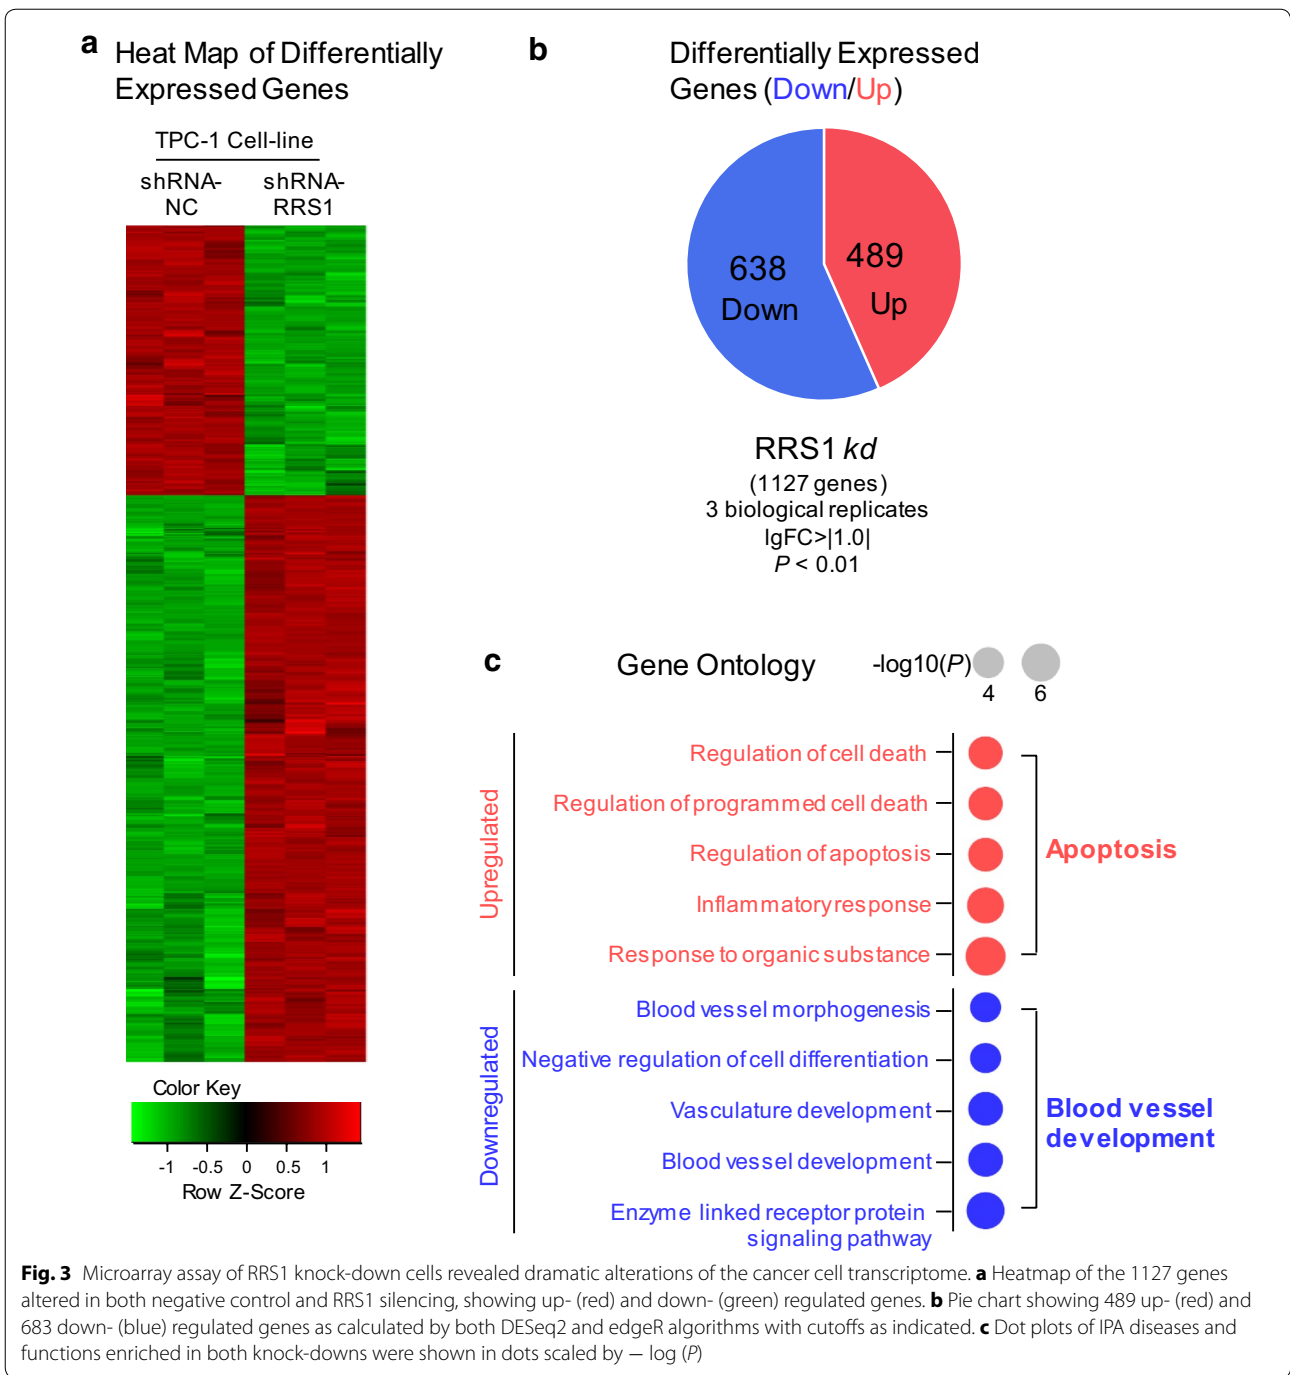 a
Heat Map of Differentially
Expressed Genes
TPC-1 Cell-line
shRNA-
NC
shRNA-
RRS1
Color Key
-1 -0.5 0 0.5 1
Row Z-Score
b
Differentially Expressed
Genes (Down/Up)
638
Down
489
Up
RRS1 kd
(1127 genes)
3 biological replicates
lgFC>|1.0|
P < 0.01
c
Gene Ontology
-log10(P)
4 6
Upregulated
Regulation of cell death
Regulation of programmed cell death
Regulation of apoptosis
Inflammatory response
Response to organic substance
Apoptosis
Downregulated
Blood vessel morphogenesis
Negative regulation of cell differentiation
Vasculature development
Blood vessel development
Enzyme linked receptor protein
signaling pathway
Blood vessel
development
Fig. 3 Microarray assay of RRS1 knock-down cells revealed dramatic alterations of the cancer cell transcriptome. a Heatmap of the 1127 genes
altered in both negative control and RRS1 silencing, showing up- (red) and down- (green) regulated genes. b Pie chart showing 489 up- (red) and
683 down- (blue) regulated genes as calculated by both DESeq2 and edgeR algorithms with cutoffs as indicated. c Dot plots of IPA diseases and
functions enriched in both knock-downs were shown in dots scaled by − log (P)